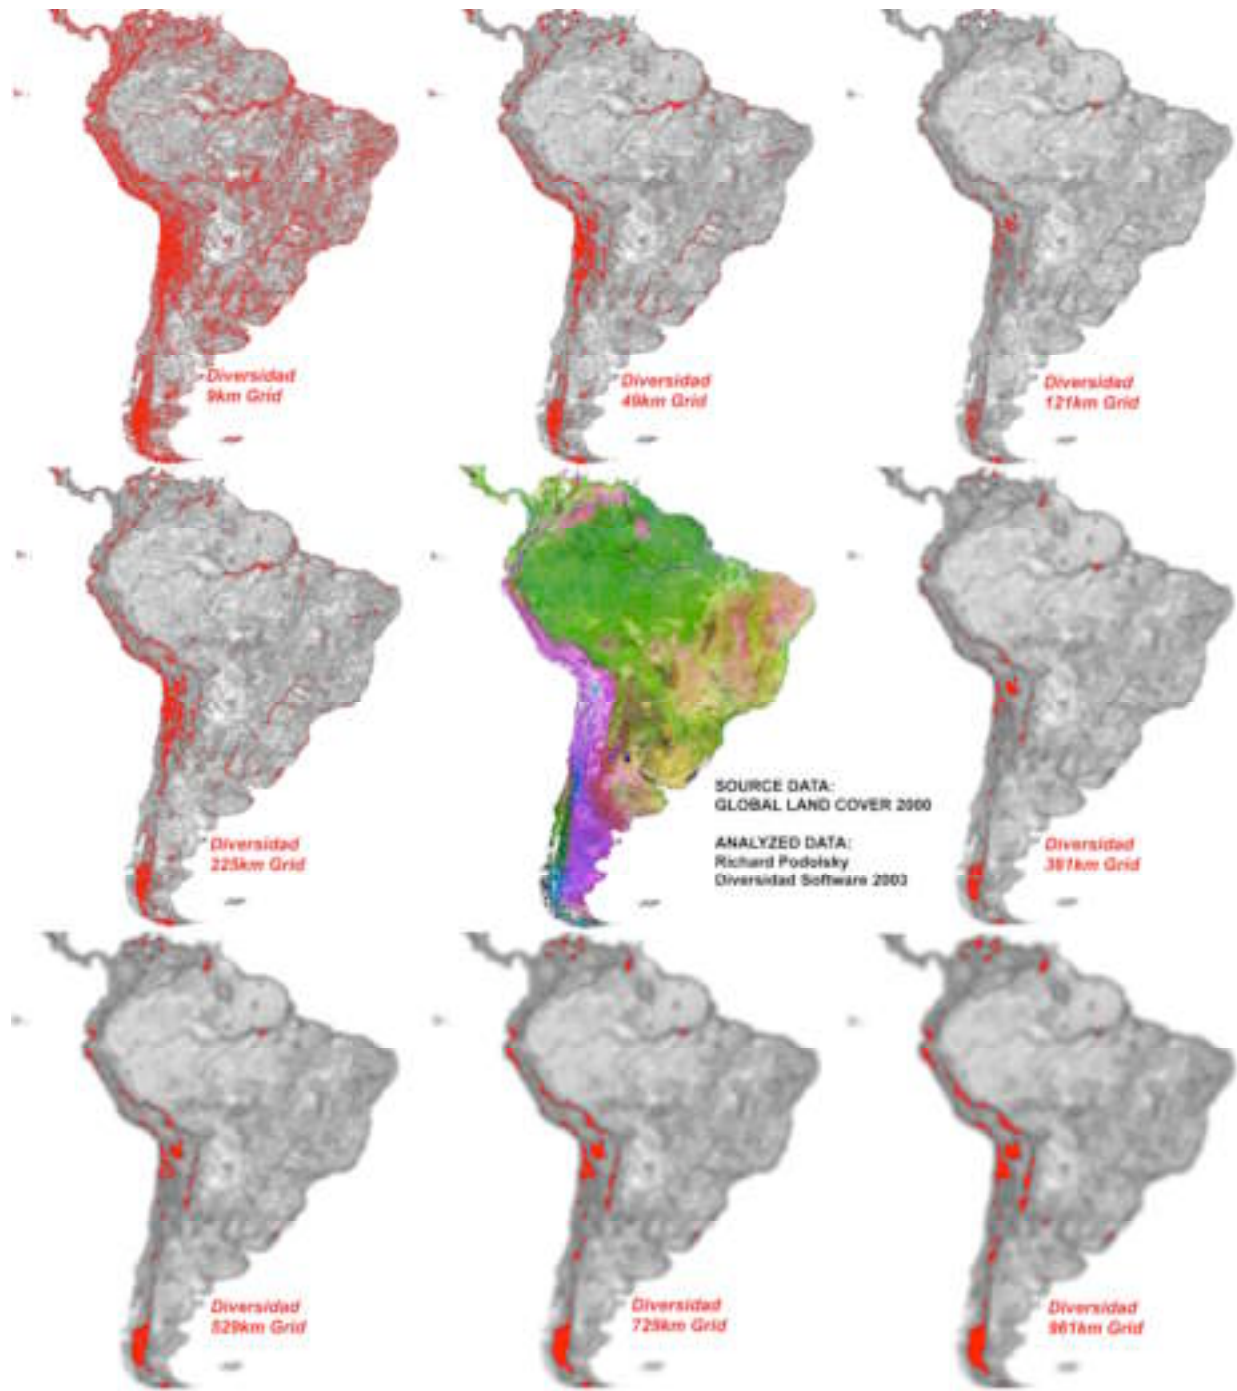 Diversidad
9km Grid
Diversidad
49km Grid
Diversidad
121km Grid
Diversidad
225km Grid
SOURCE DATA:
GLOBAL LAND COVER 2000
ANALYZED DATA:
Richard Podolsky
Diversidad Software 2003
Diversidad
361km Grid
Diversidad
529km Grid
Diversidad
729km Grid
Diversidad
961km Grid